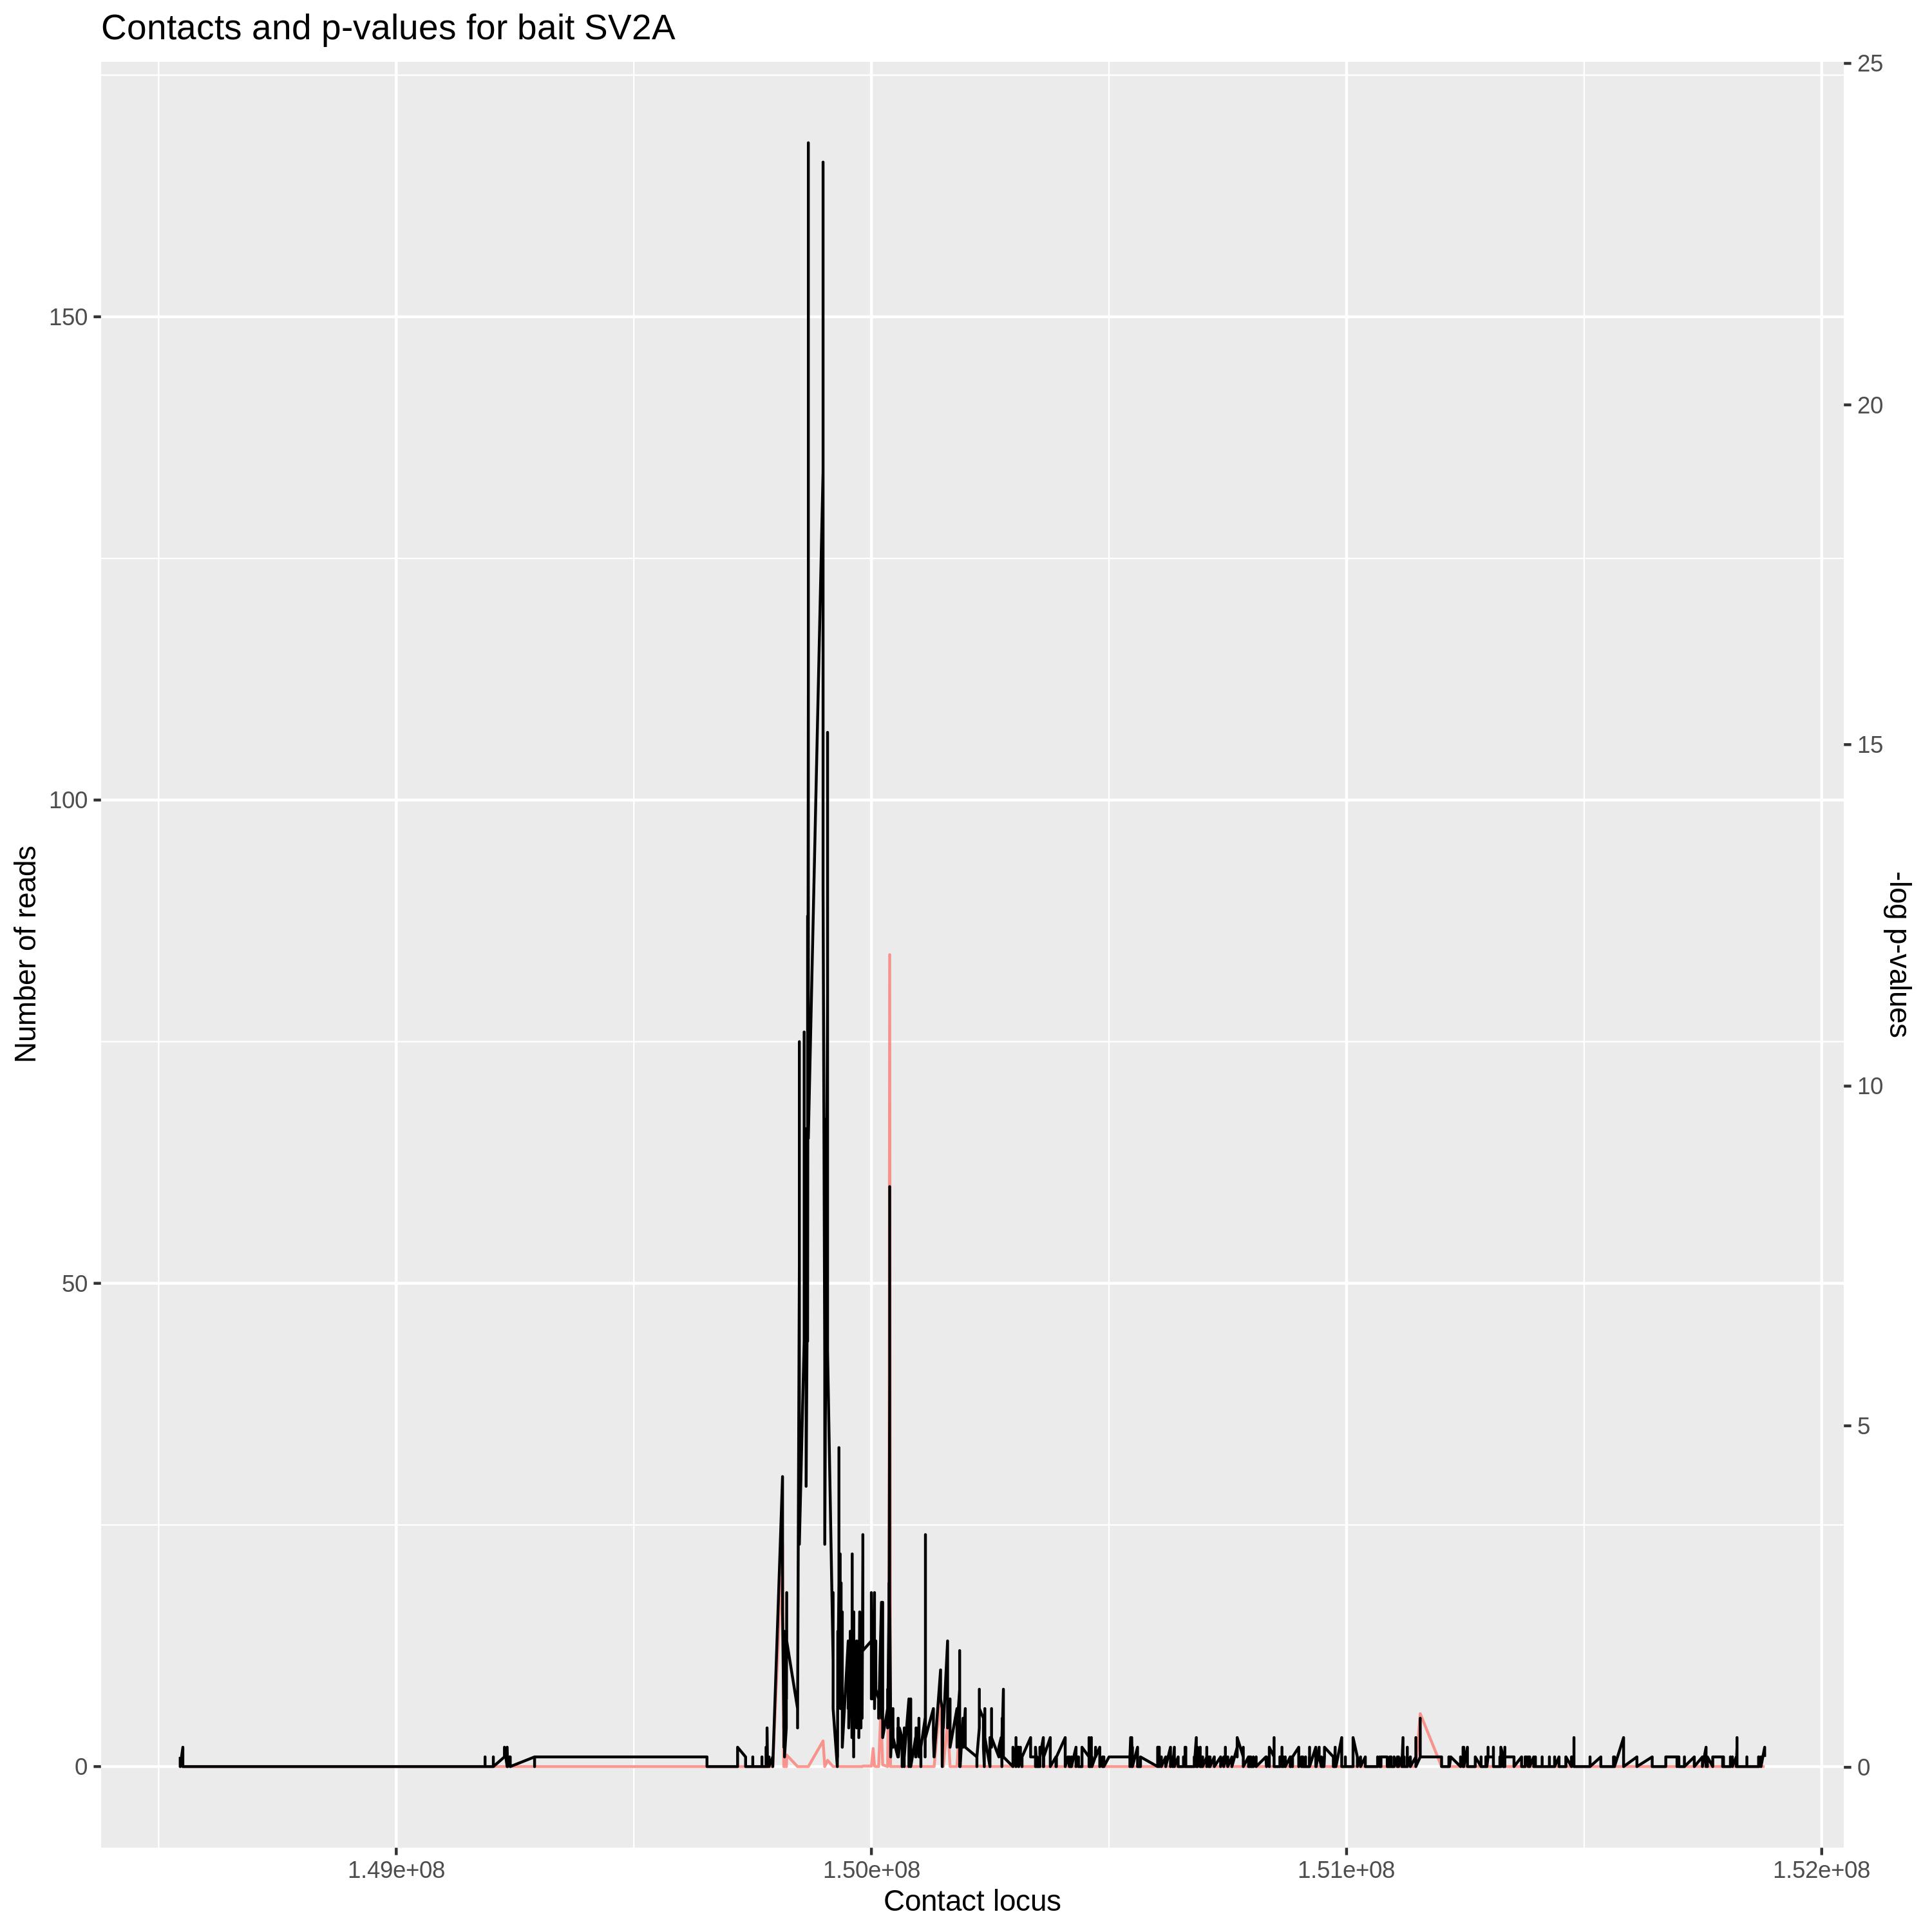 Contacts and p-values for bait SV2A
25
20
150
15
100
10
50
5
0
0
Number of reads
-log p-values
1.49e+08
1.50e+08
1.51e+08
1.52e+08
Contact locus